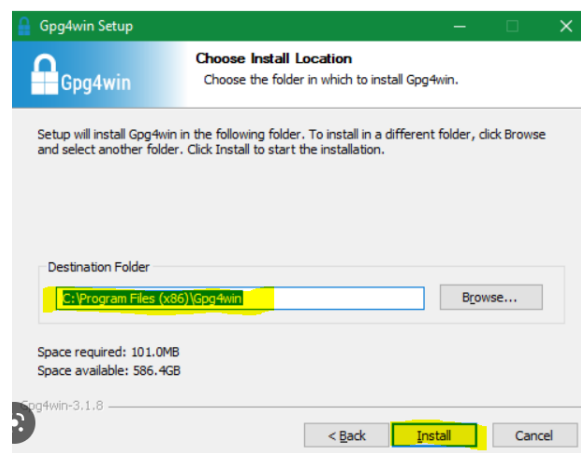 Gpg4win Setup
Choose Install Location
Choose the folder in which to install Gpg4win.
Gpg4win
Setup will install Gpg4win in the following folder. To install in a different folder, click Browse
and select another folder. Click Install to start the installation.
Destination Folder
C:\Program Files (x86)\Gpg4win
Browse...
Space required: 101.0MB
Space available: 586.4GB
Gpg4win-3.1.8
< Back Install Cancel